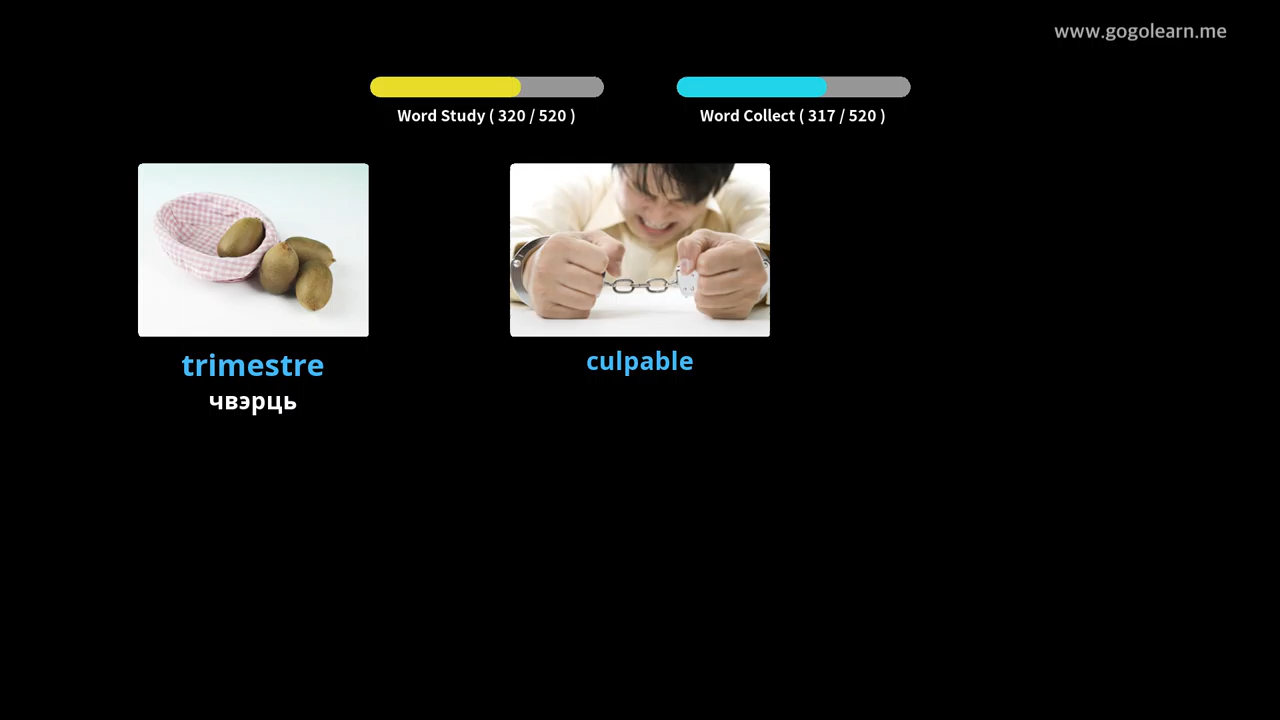 www.gogolearn.me
Word Study ( 320 / 520 )
Word Collect ( 317 / 520 )
trimestre
чвэрць
culpable